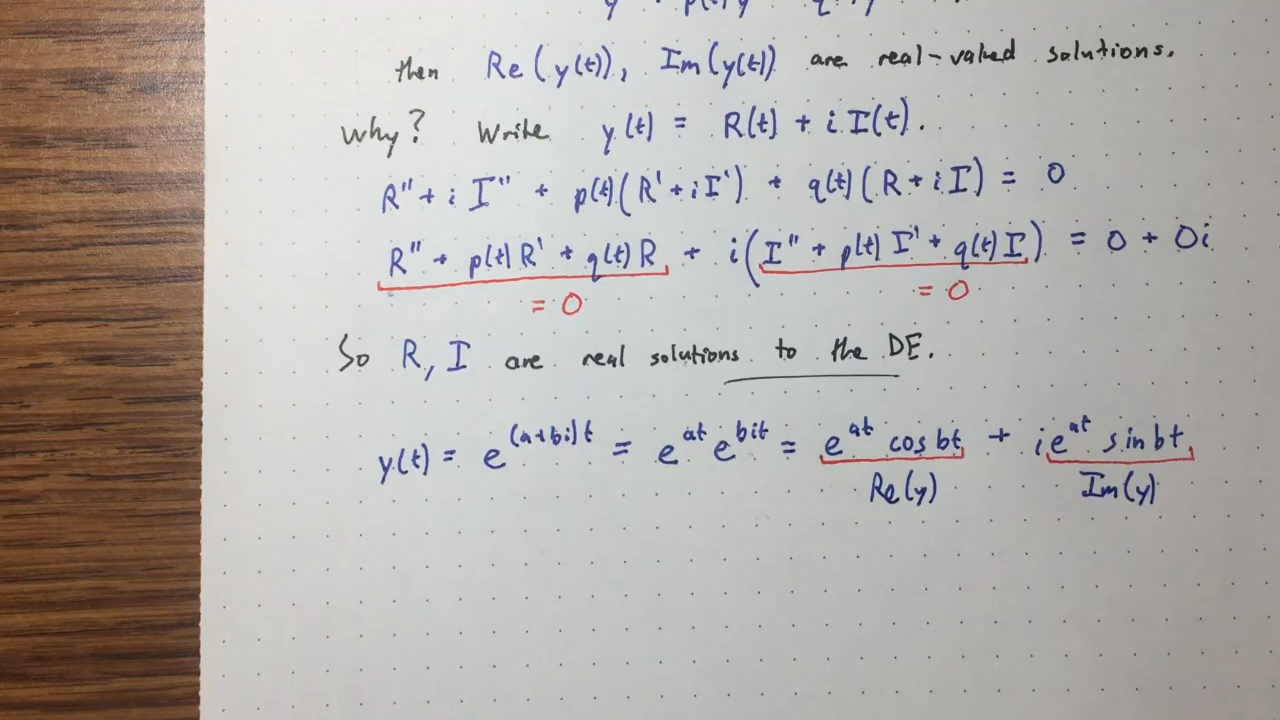 then Re(y(t)), Im(y(t)) are real-valued solutions.
Why? Write y(t) = R(t) + i I(t).
R'' + i I'' + p(t)(R' + i I') + q(t)(R + i I) = 0
R'' + p(t) R' + q(t) R + i(I'' + p(t) I' + q(t) I) = 0 + 0i
= 0 = 0
So R, I are real solutions to the DE.
y(t) = e^(a+bi)t = e^at e^bit = e^at cos bt + i e^at sin bt
Re(y) Im(y)